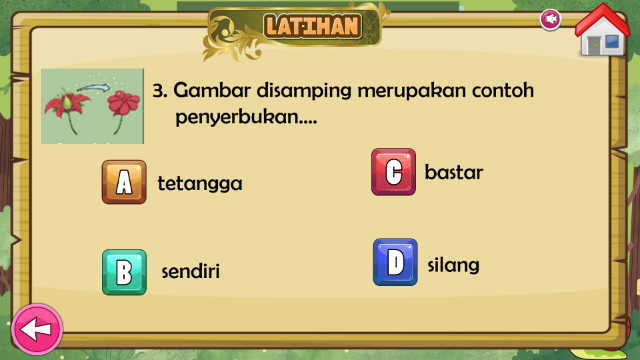 LATIHAN
3. Gambar disamping merupakan contoh
penyerbukan....
A tetangga
C bastar
B sendiri
D silang